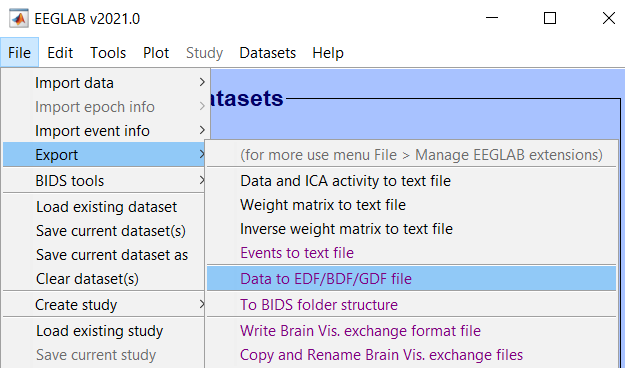 EEGLAB v2021.0
File Edit Tools Plot Study Datasets Help
Import data
Import epoch info
Import event info
Export
BIDS tools
Load existing dataset
Save current dataset(s)
Save current dataset as
Clear dataset(s)
Create study
Load existing study
Save current study
atasets
(for more use menu File > Manage EEGLAB extensions)
Data and ICA activity to text file
Weight matrix to text file
Inverse weight matrix to text file
Events to text file
Data to EDF/BDF/GDF file
To BIDS folder structure
Write Brain Vis. exchange format file
Copy and Rename Brain Vis. exchange files